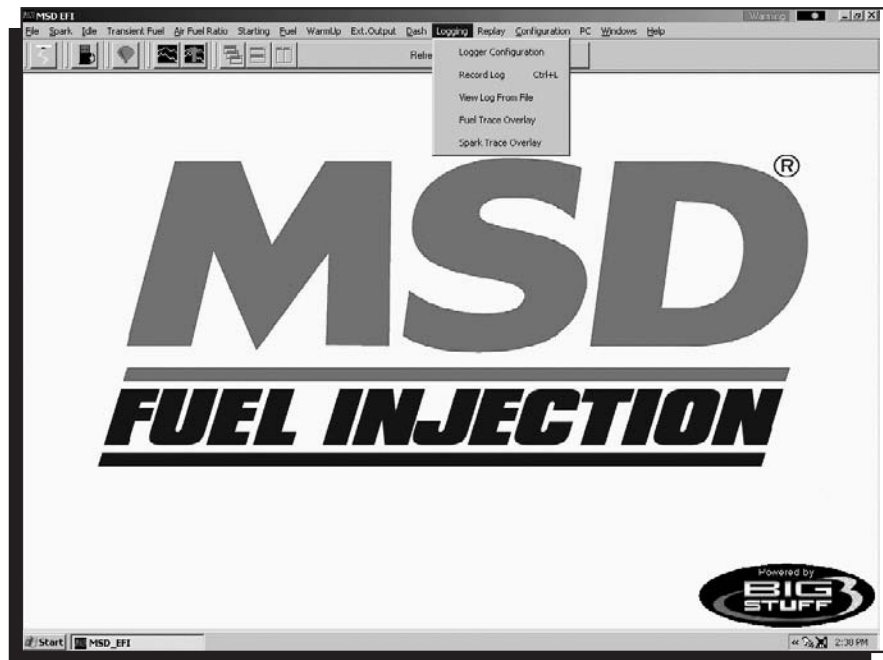 MSD EFI
Warning
File Spark Idle Transient Fuel Air Fuel Ratio Starting Fuel WarmUp Ext.Output Dash Logging Replay Configuration PC Windows Help
Logger Configuration
Record Log Ctrl+L
View Log From File
Fuel Trace Overlay
Spark Trace Overlay
MSD®
FUEL INJECTION
Powered by
BIG 3
STUFF
Start MSD_EFI « 2:38 PM